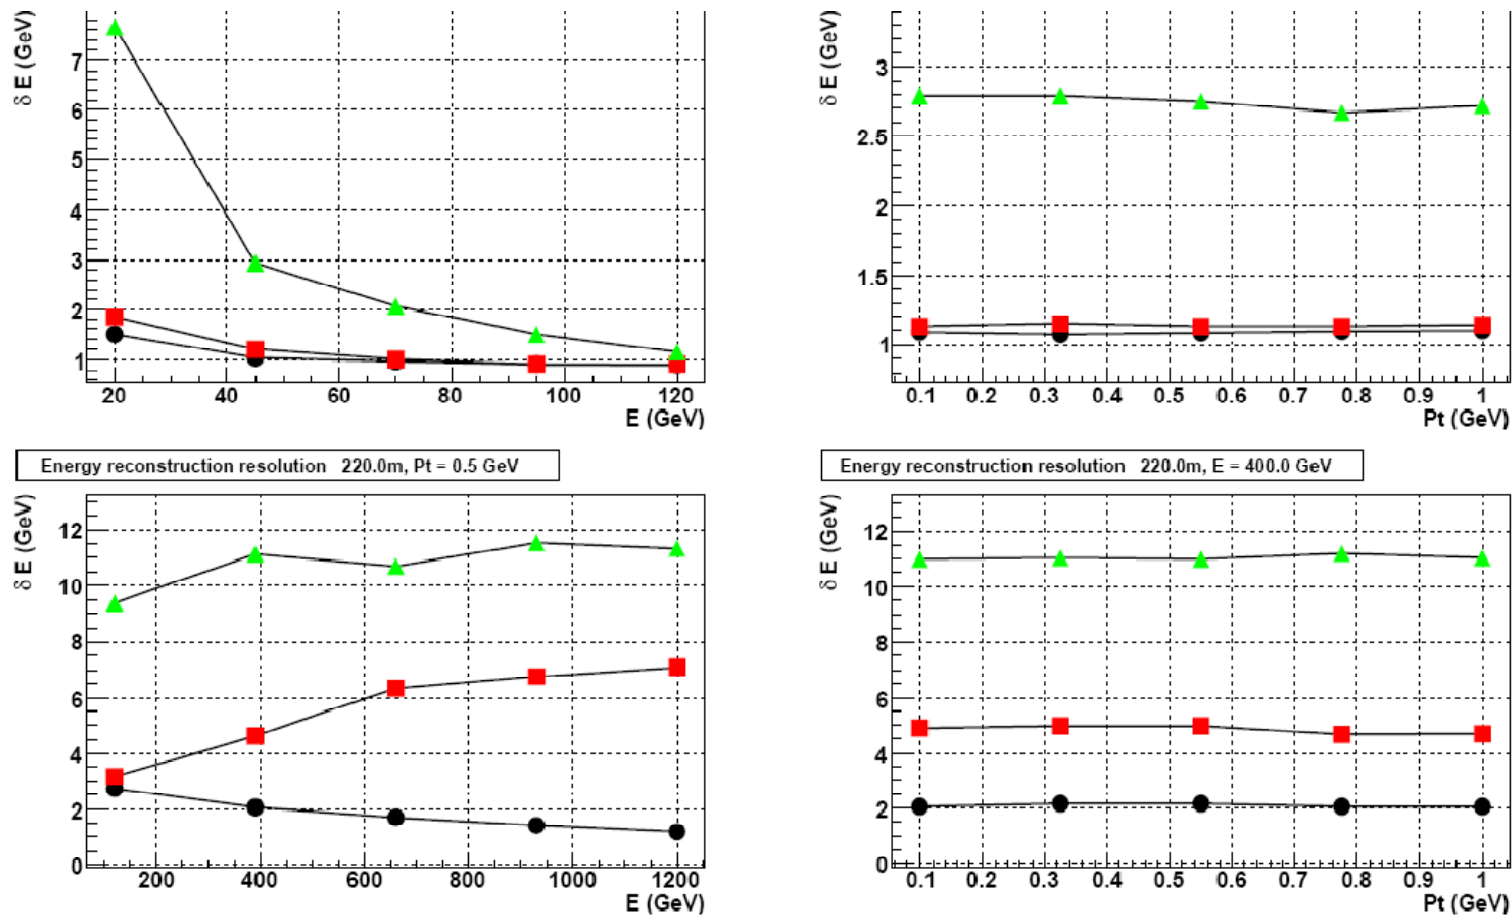 δ E (GeV)
7
6
5
4
3
2
1
20 40 60 80 100 120
E (GeV)
δ E (GeV)
3
2.5
2
1.5
1
0.1 0.2 0.3 0.4 0.5 0.6 0.7 0.8 0.9 1
Pt (GeV)
Energy reconstruction resolution 220.0m, Pt = 0.5 GeV
δ E (GeV)
12
10
8
6
4
2
0
200 400 600 800 1000 1200
E (GeV)
Energy reconstruction resolution 220.0m, E = 400.0 GeV
δ E (GeV)
12
10
8
6
4
2
0
0.1 0.2 0.3 0.4 0.5 0.6 0.7 0.8 0.9 1
Pt (GeV)